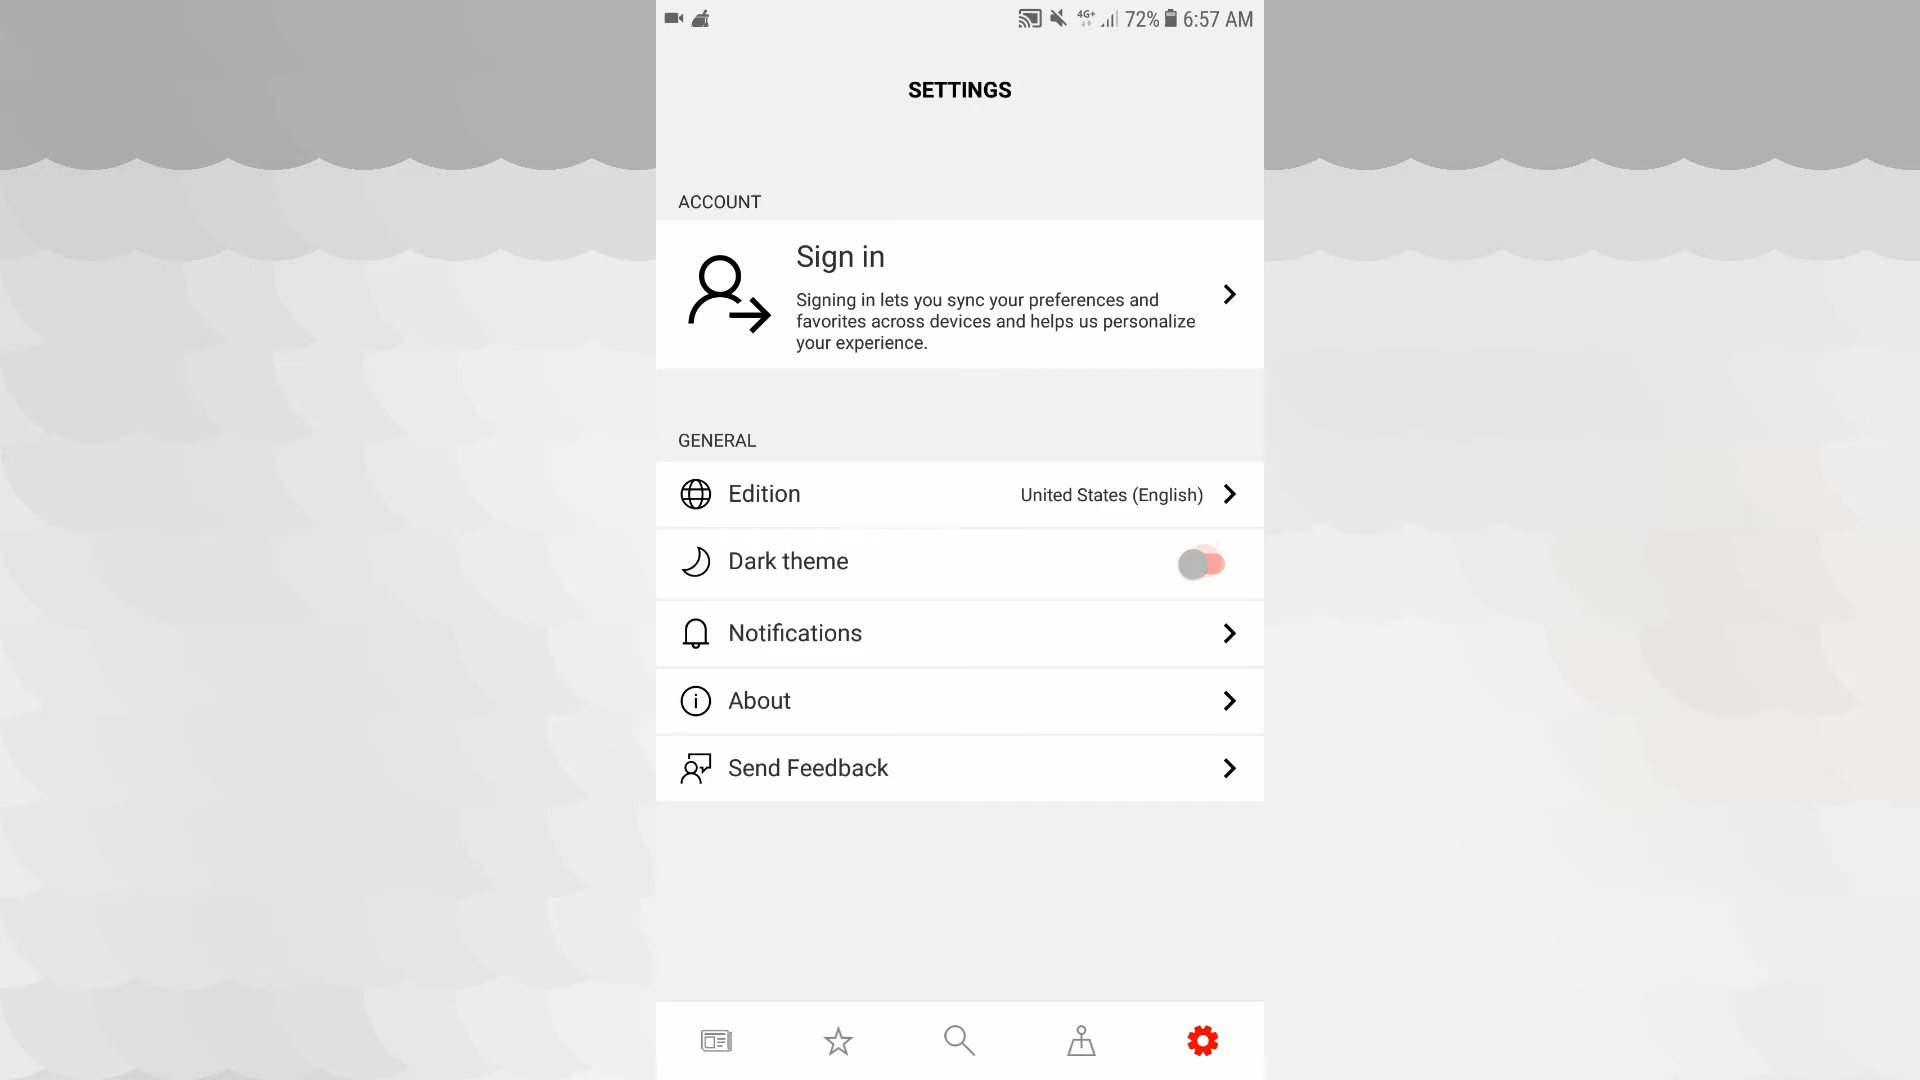 4G+ 72% 6:57 AM
SETTINGS
ACCOUNT
Sign in
Signing in lets you sync your preferences and
favorites across devices and helps us personalize
your experience.
GENERAL
Edition United States (English)
Dark theme
Notifications
About
Send Feedback